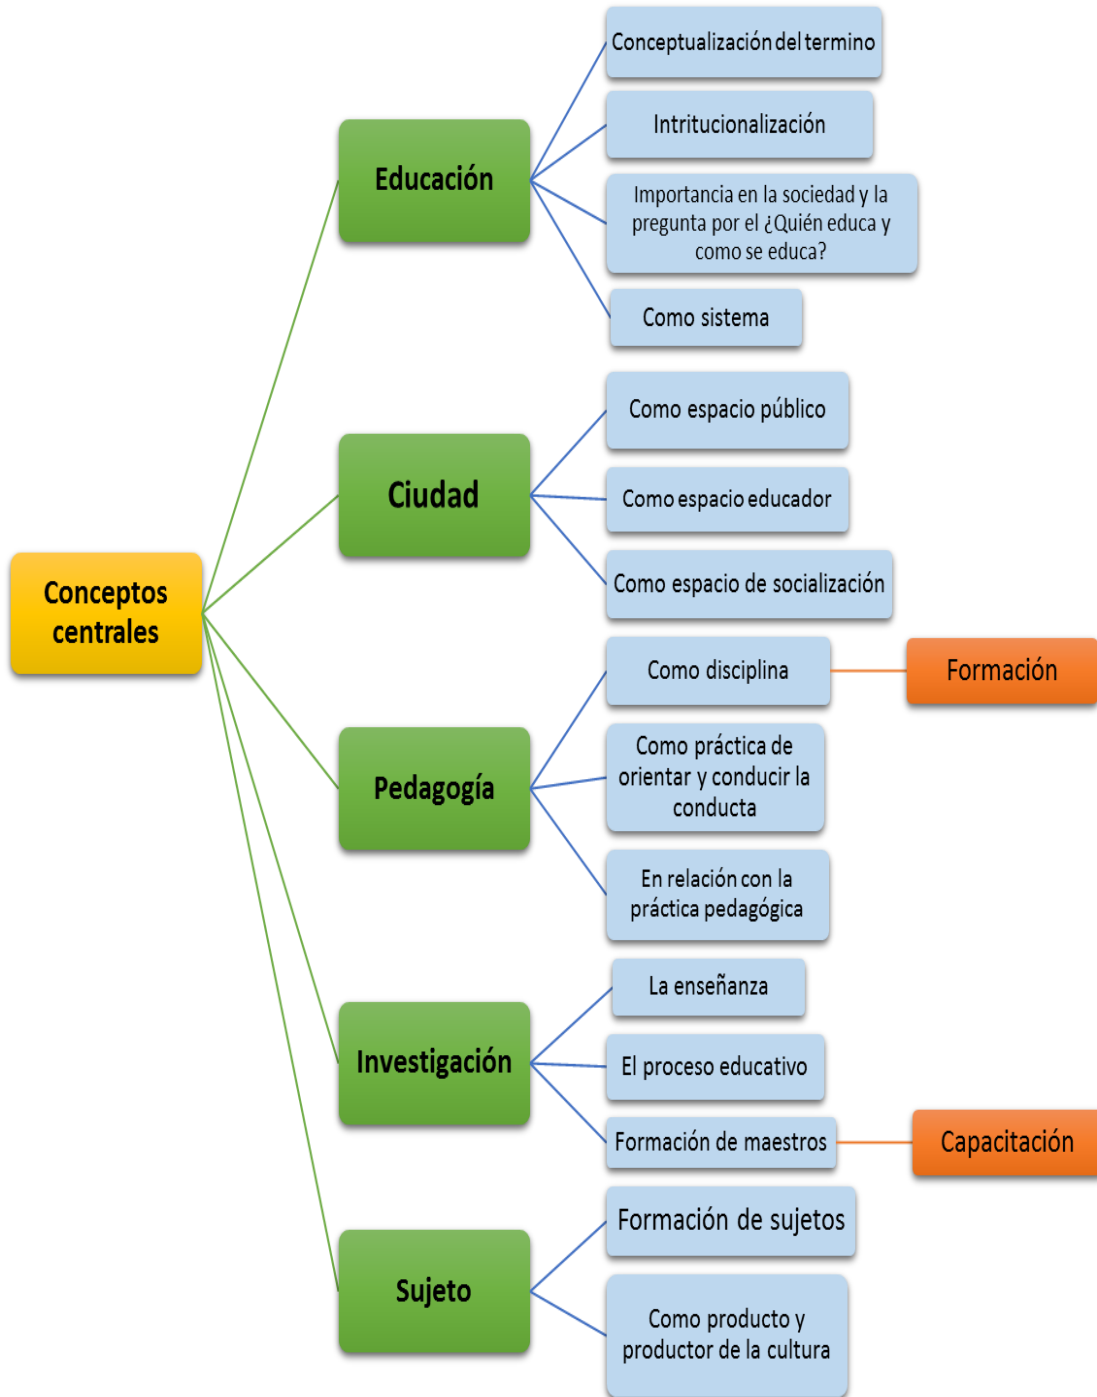 Conceptos
centrales
Educación
Conceptualización del termino
Intritucionalización
Importancia en la sociedad y la
pregunta por el ¿Quién educa y
como se educa?
Como sistema
Ciudad
Como espacio público
Como espacio educador
Como espacio de socialización
Pedagogía
Como disciplina
Formación
Como práctica de
orientar y conducir la
conducta
En relación con la
práctica pedagógica
Investigación
La enseñanza
El proceso educativo
Formación de maestros
Capacitación
Sujeto
Formación de sujetos
Como producto y
productor de la cultura